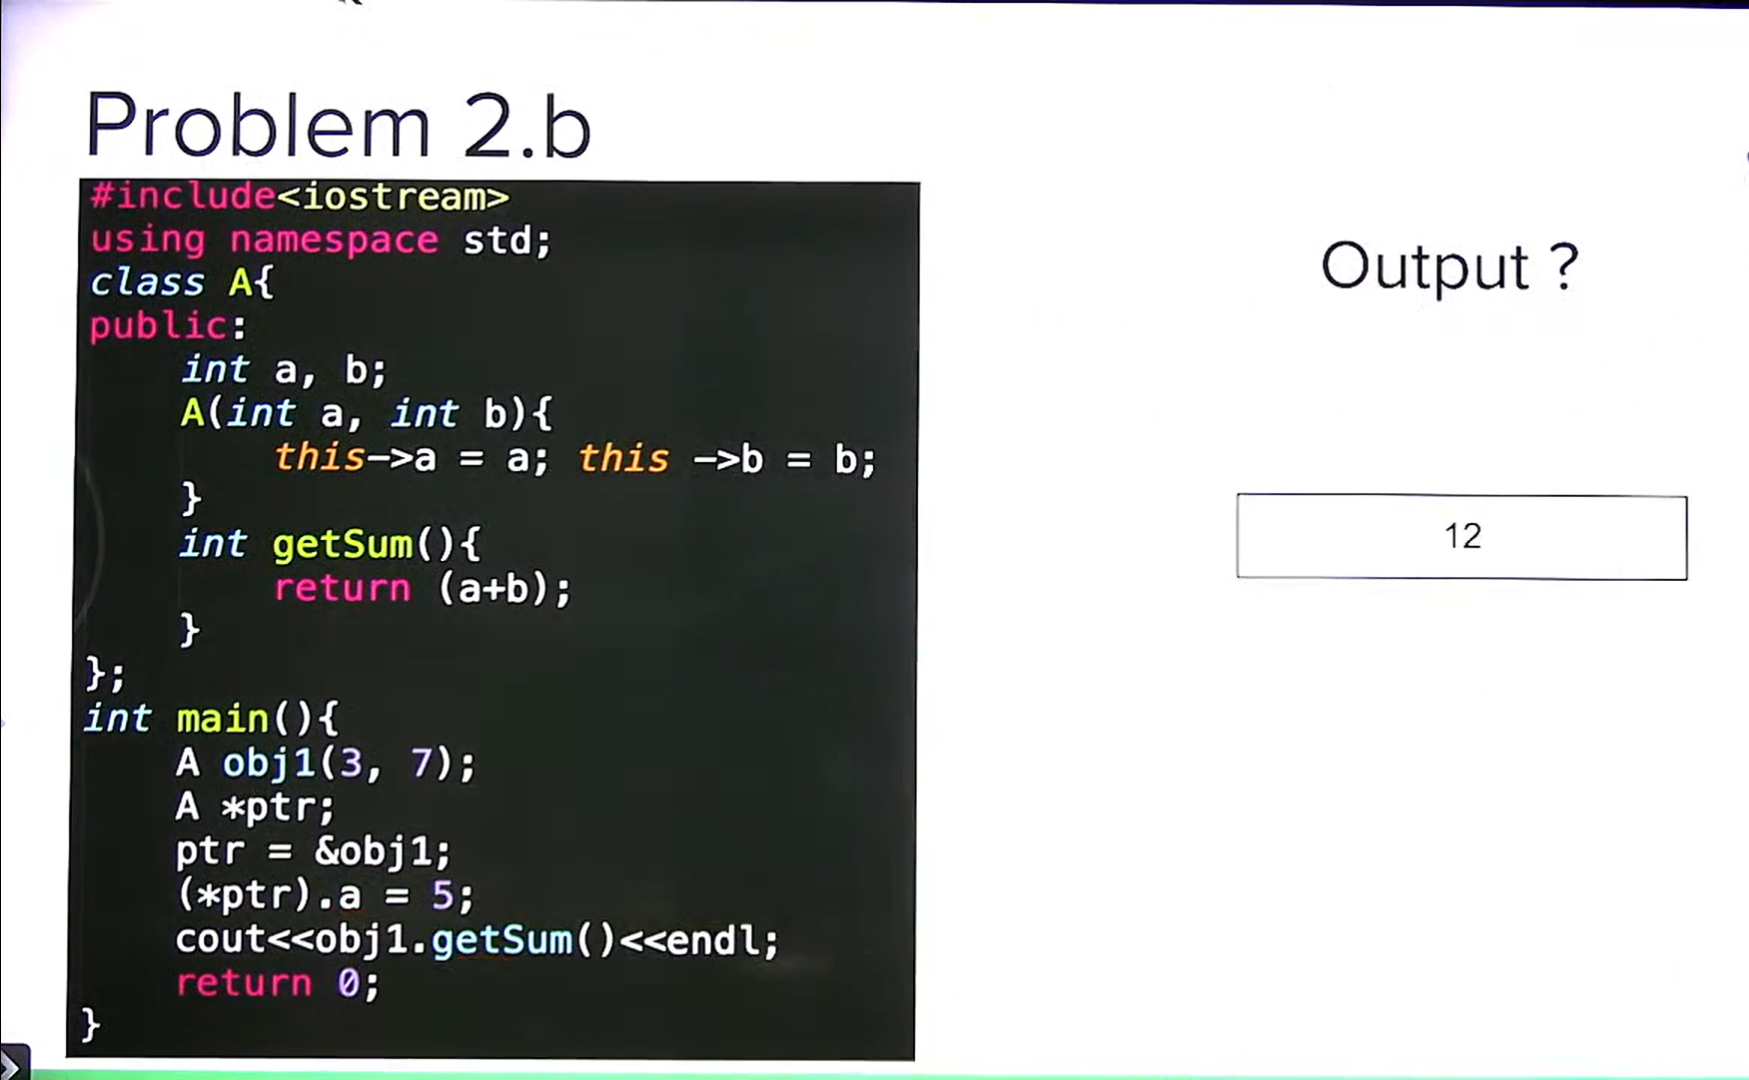 Problem 2.b
#include<iostream>
using namespace std;
class A{
public:
int a, b;
A(int a, int b){
this->a = a; this ->b = b;
}
int getSum(){
return (a+b);
}
};
int main(){
A obj1(3, 7);
A *ptr;
ptr = &obj1;
(*ptr).a = 5;
cout<<obj1.getSum()<<endl;
return 0;
}
Output ?
12